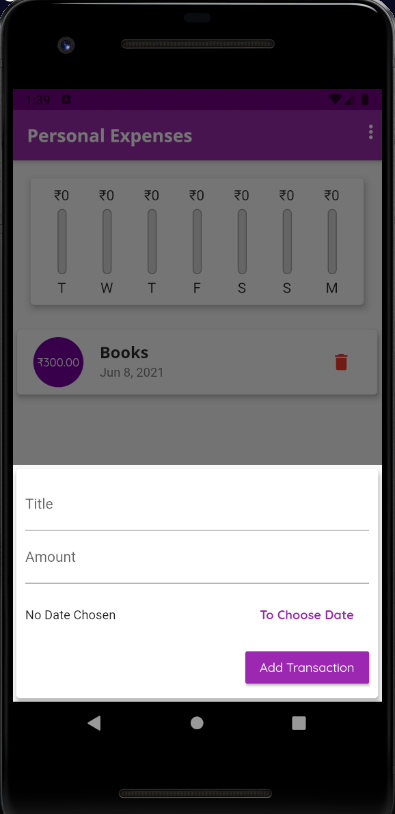 1:39
Personal Expenses
₹0 ₹0 ₹0 ₹0 ₹0 ₹0 ₹0
T W T F S S M
₹300.00
Books
Jun 8, 2021
Title
Amount
No Date Chosen To Choose Date
Add Transaction